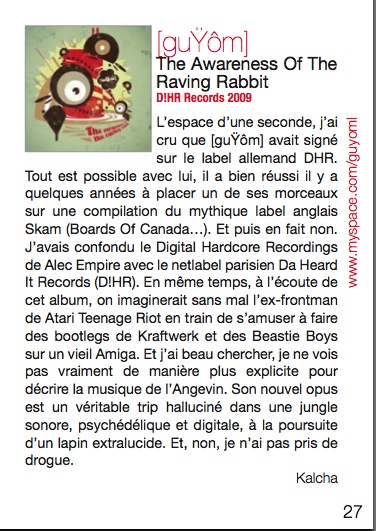 [guŸôm]
The Awareness Of The
Raving Rabbit
D!HR Records 2009
L'espace d'une seconde, j'ai
cru que [guŸôm] avait signé
sur le label allemand DHR.
Tout est possible avec lui, il a bien réussi il y a
quelques années à placer un de ses morceaux
sur une compilation du mythique label anglais
Skam (Boards Of Canada…). Et puis en fait non.
J'avais confondu le Digital Hardcore Recordings
de Alec Empire avec le netlabel parisien Da Heard
It Records (D!HR). En même temps, à l'écoute de
cet album, on imaginerait sans mal l'ex-frontman
de Atari Teenage Riot en train de s'amuser à faire
des bootlegs de Kraftwerk et des Beastie Boys
sur un vieil Amiga. Et j'ai beau chercher, je ne vois
pas vraiment de manière plus explicite pour
décrire la musique de l'Angevin. Son nouvel opus
est un véritable trip halluciné dans une jungle
sonore, psychédélique et digitale, à la poursuite
d'un lapin extralucide. Et, non, je n'ai pas pris de
drogue.
Kalcha
www.myspace.com/guyoml
27